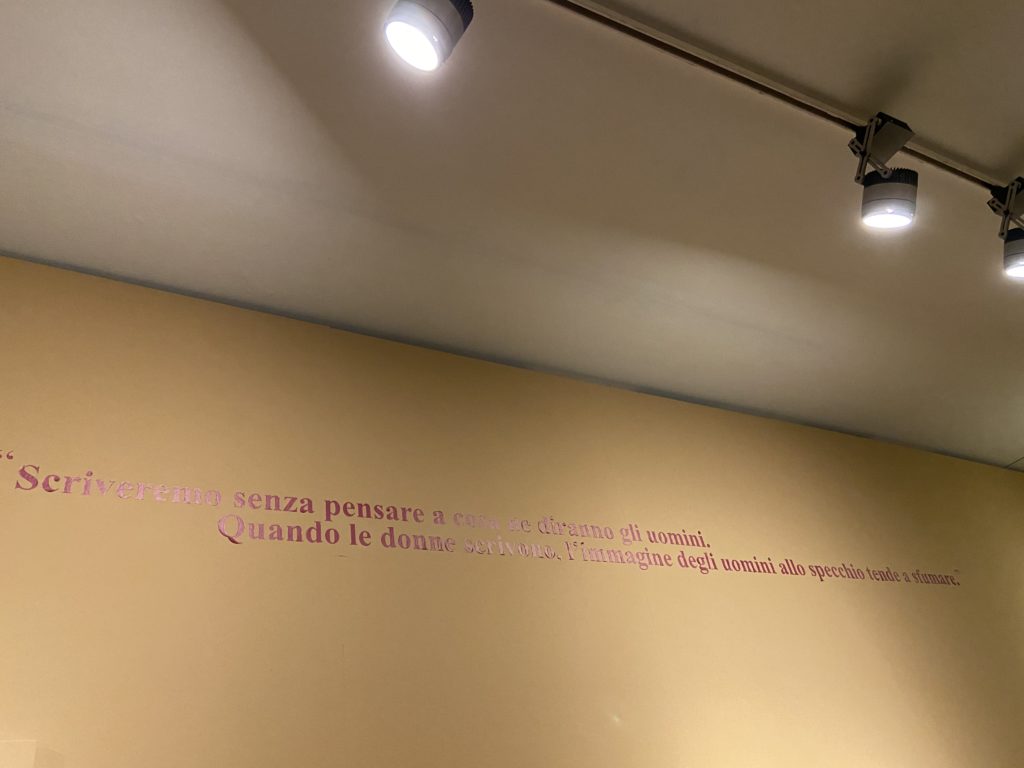 “Scriveremo senza pensare a cosa ne diranno gli uomini.
Quando le donne scrivono, l’immagine degli uomini allo specchio tende a sfumare.”